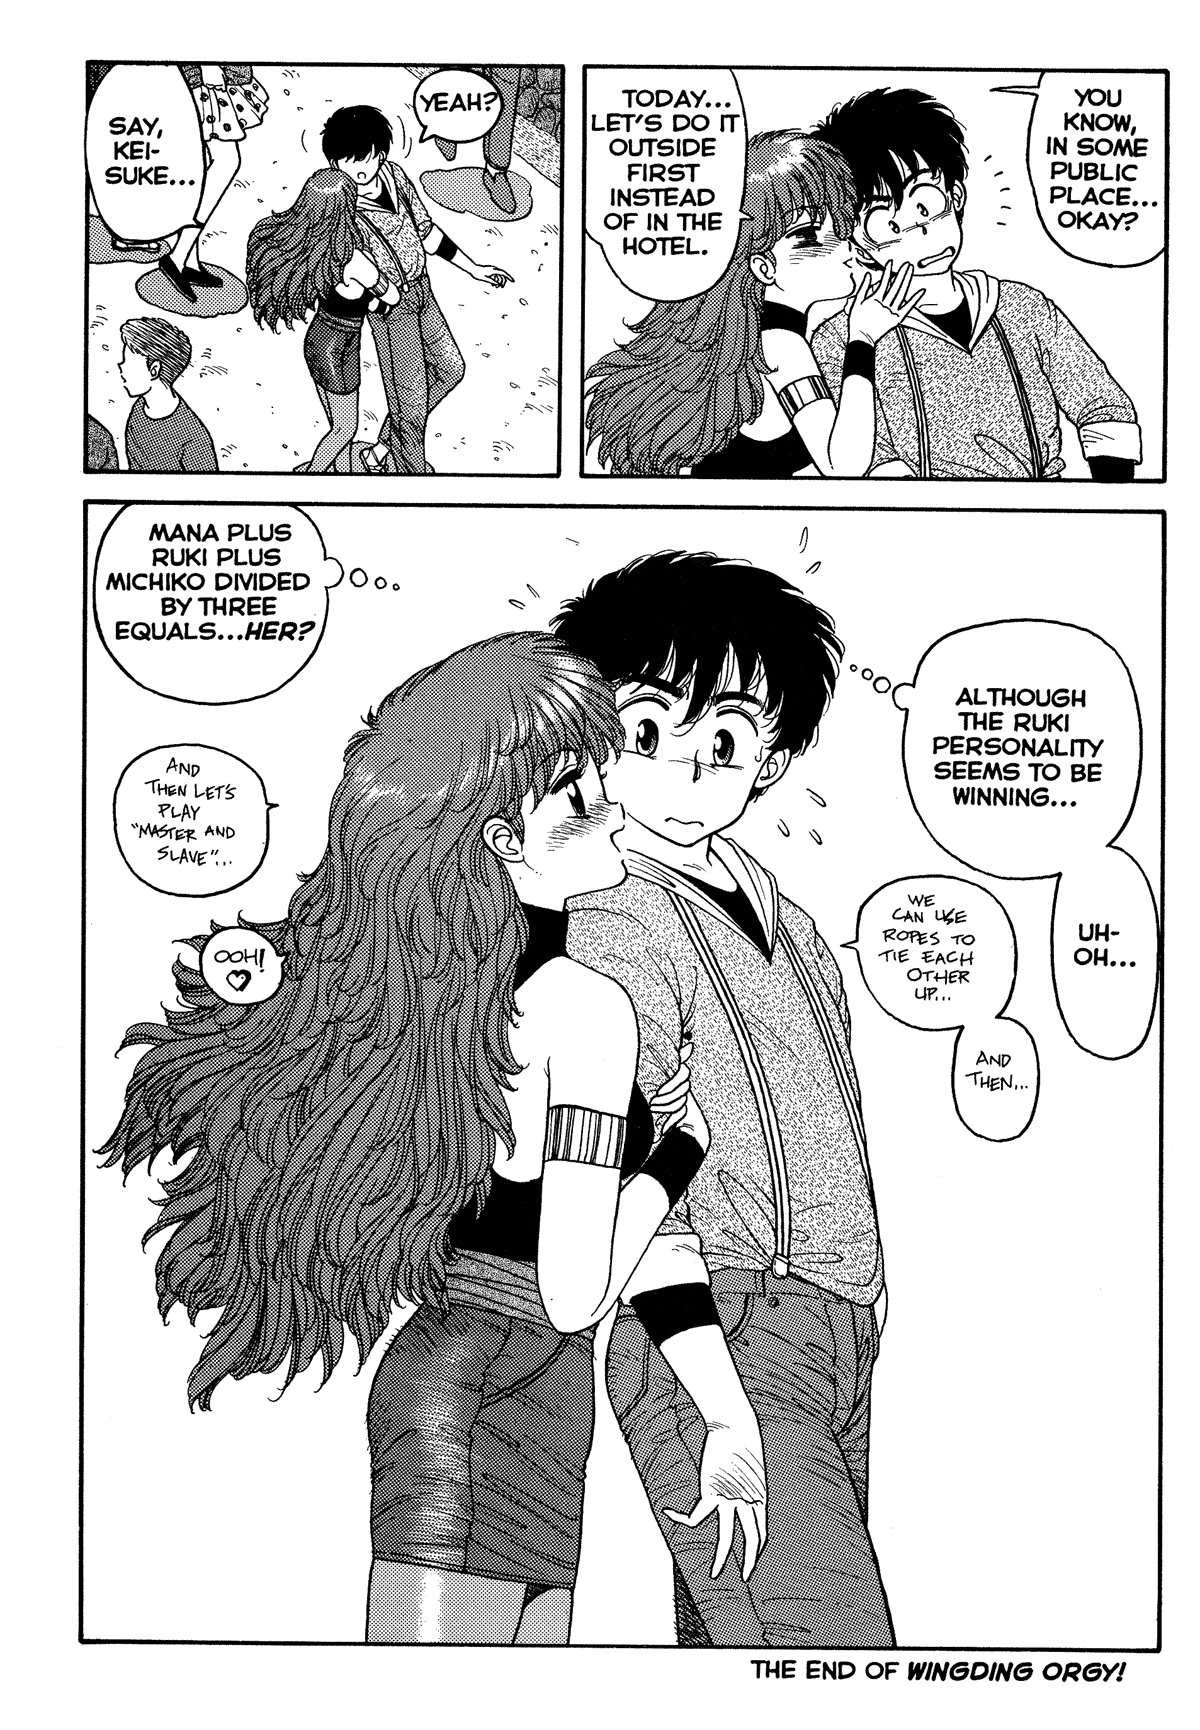 SAY,
KEI-
SUKE...
YEAH?
TODAY...
LET'S DO IT
OUTSIDE
FIRST
INSTEAD
OF IN THE
HOTEL.
YOU
KNOW,
IN SOME
PUBLIC
PLACE...
OKAY?
MANA PLUS
RUKI PLUS
MICHIKO DIVIDED
BY THREE
EQUALS...HER?
ALTHOUGH
THE RUKI
PERSONALITY
SEEMS TO BE
WINNING...
UH-
OH...
AND
THEN LET'S
PLAY
"MASTER AND
SLAVE"...
OOH!
WE
CAN USE
ROPES TO
TIE EACH
OTHER
UP...
AND
THEN...
THE END OF WINGDING ORGY!